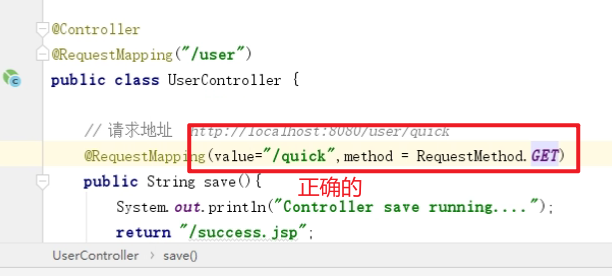 @Controller
@RequestMapping("/user")
public class UserController {
// 请求地址 http://localhost:8080/user/quick
@RequestMapping(value="/quick",method = RequestMethod.GET)
public String save(){
正确的
System.out.println("Controller save running....");
return "/success.jsp";
UserController › save()